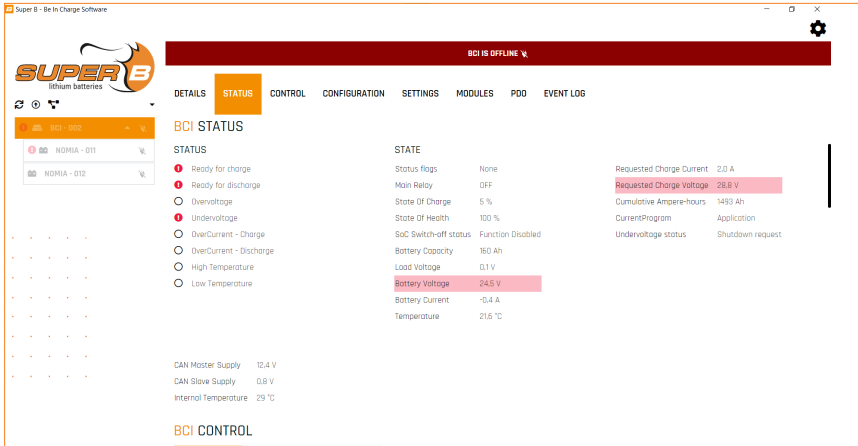 Super B - Be In Charge Software
BCI IS OFFLINE
SUPER B
lithium batteries
DETAILS STATUS CONTROL CONFIGURATION SETTINGS MODULES PDO EVENT LOG
BCI - 002
NOMIA - 011
NOMIA - 012
BCI STATUS
STATUS
Ready for charge
Ready for discharge
Overvoltage
Undervoltage
OverCurrent - Charge
OverCurrent - Discharge
High Temperature
Low Temperature
STATE
Status flags None
Main Relay OFF
State Of Charge 5 %
State Of Health 100 %
SoC Switch-off status Function Disabled
Battery Capacity 160 Ah
Load Voltage 0.1 V
Battery Voltage 24,5 V
Battery Current -0.4 A
Temperature 21,6 °C
Requested Charge Current 2.0 A
Requested Charge Voltage 28,8 V
Cumulative Ampere-hours 1493 Ah
CurrentProgram Application
Undervoltage status Shutdown request
CAN Master Supply 12.4 V
CAN Slave Supply 0.8 V
Internal Temperature 29 °C
BCI CONTROL